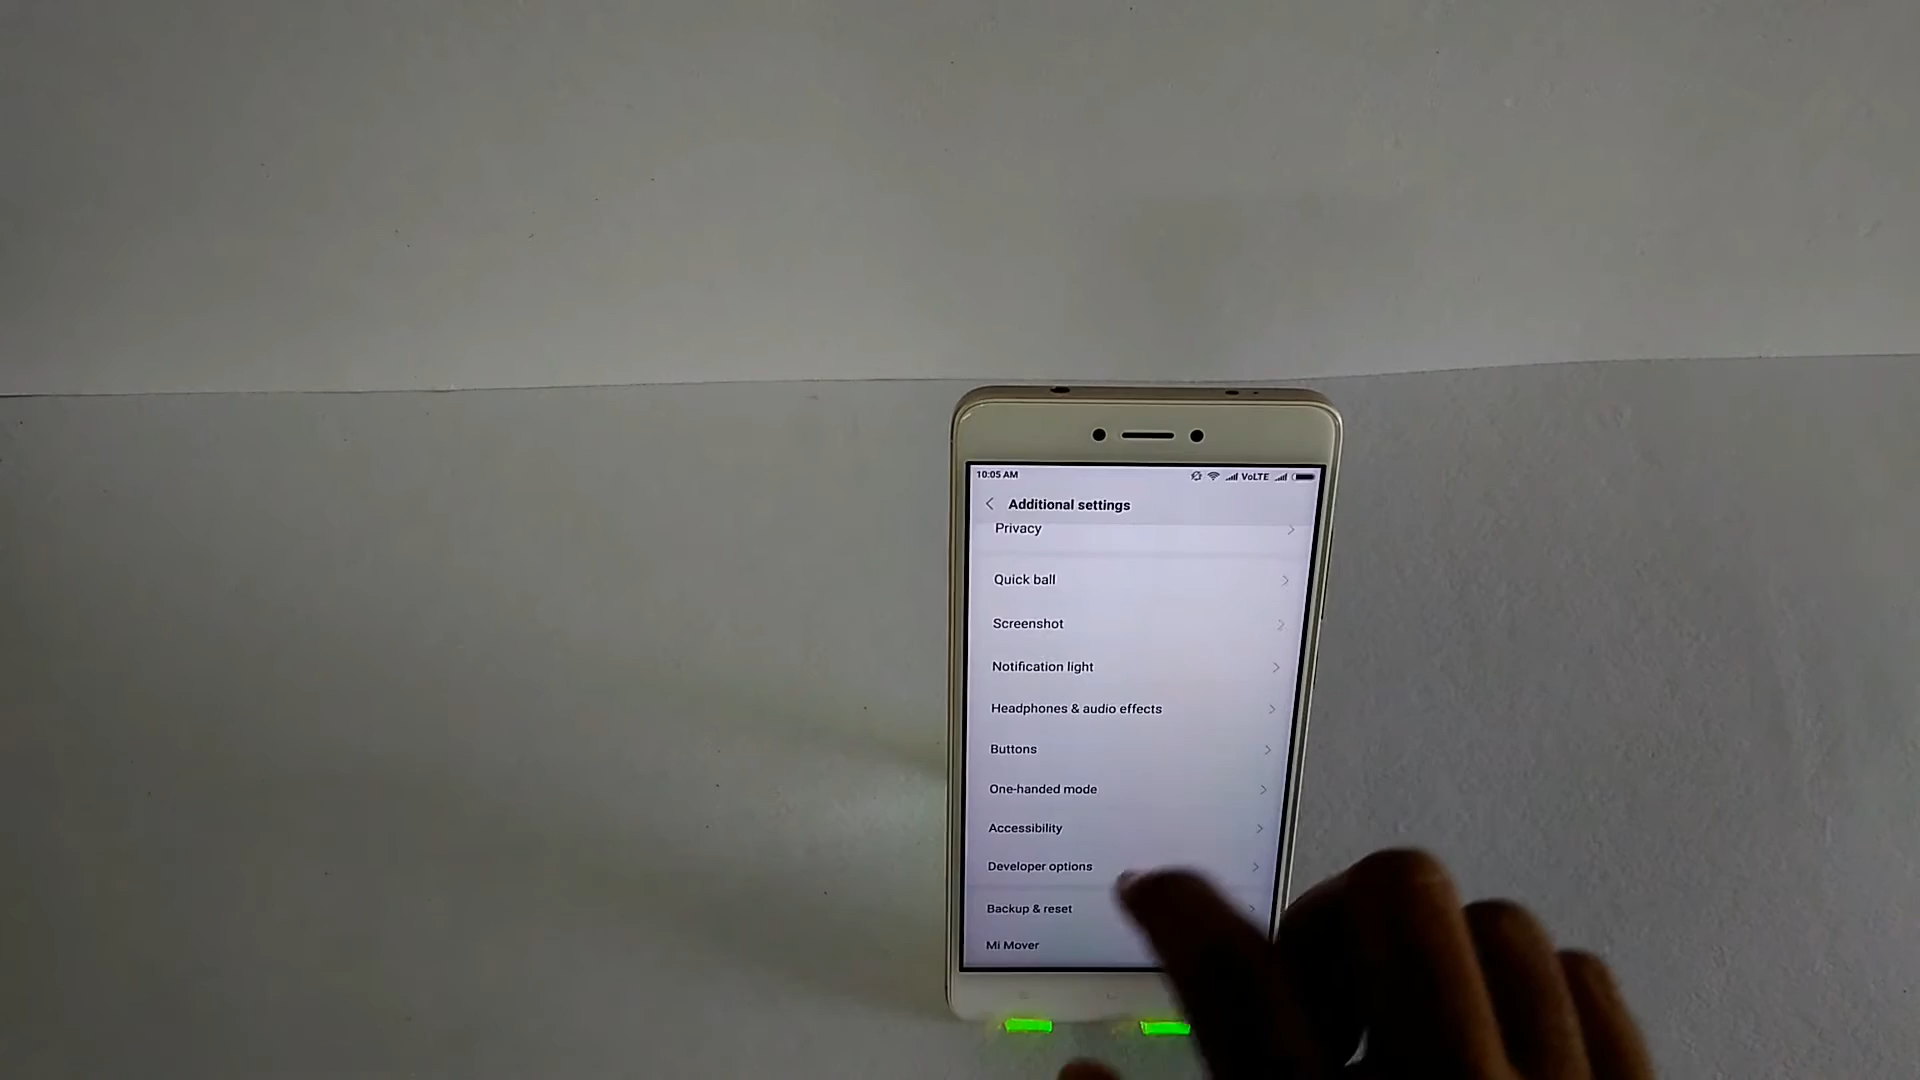 10:05 AM
VoLTE
Additional settings
Privacy
Quick ball
Screenshot
Notification light
Headphones & audio effects
Buttons
One-handed mode
Accessibility
Developer options
Backup & reset
Mi Mover